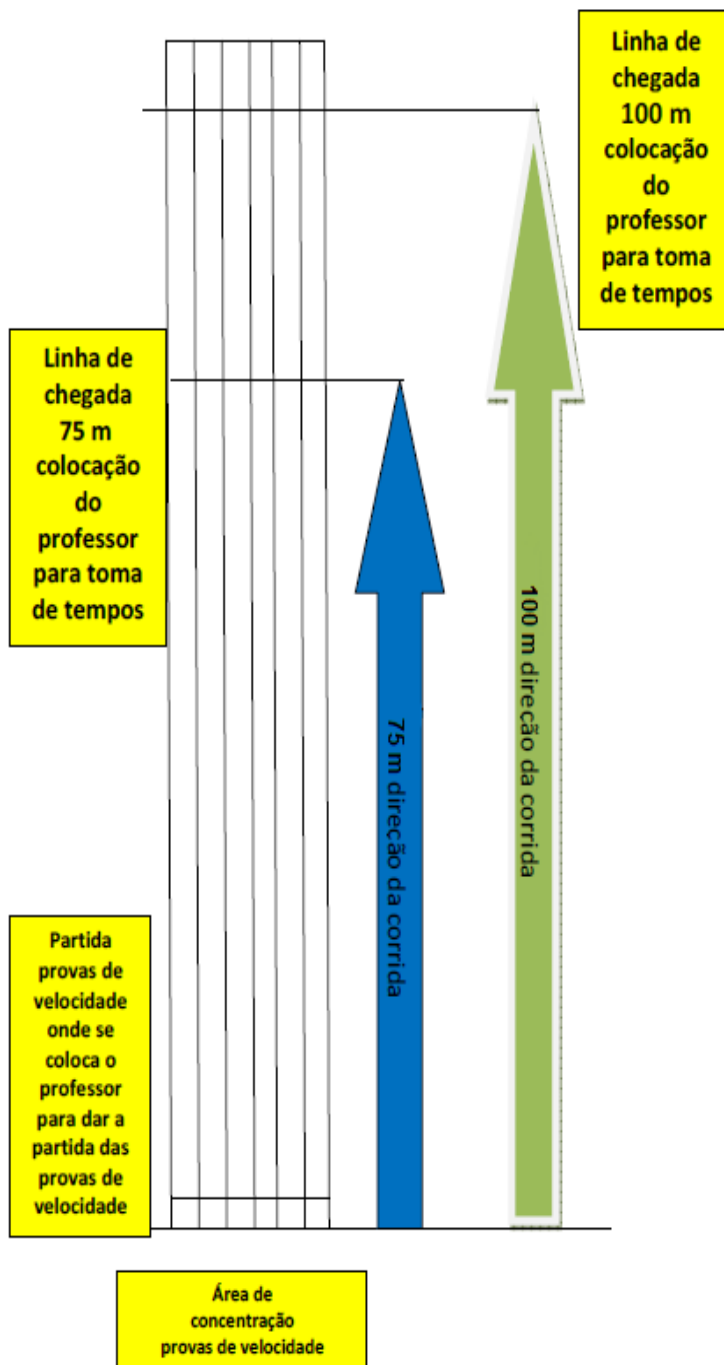 Linha de
chegada
100 m
colocação
do
professor
para toma
de tempos
Linha de
chegada
75 m
colocação
do
professor
para toma
de tempos
75 m direção da corrida
100 m direção da corrida
Partida
provas de
velocidade
onde se
coloca o
professor
para dar a
partida das
provas de
velocidade
Área de
concentração
provas de velocidade